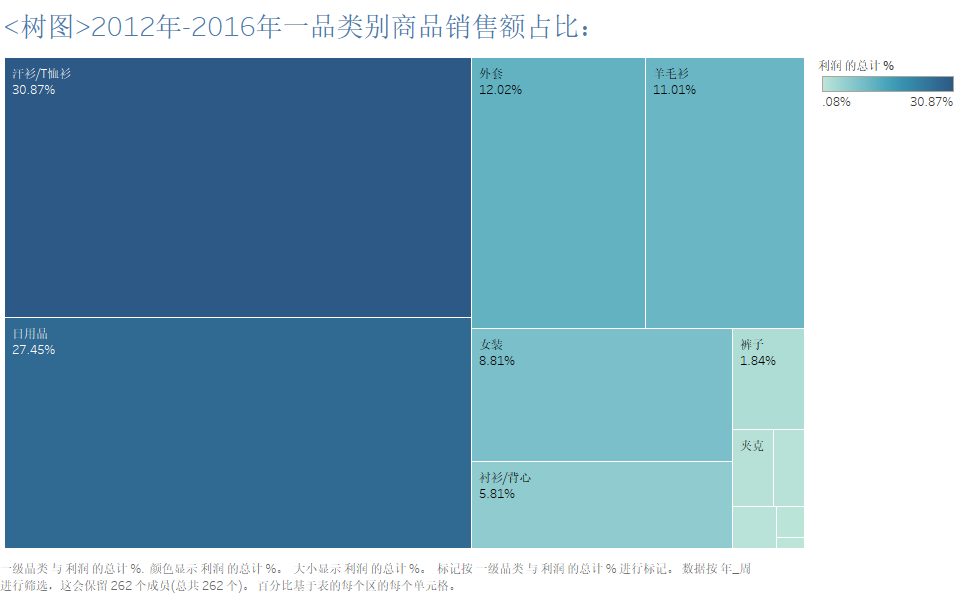 <树图>2012年-2016年一品类别商品销售额占比：
汗衫/T恤衫
30.87%
外套
12.02%
羊毛衫
11.01%
利润 的总计 %
.08%
30.87%
日用品
27.45%
女装
8.81%
裤子
1.84%
夹克
衬衫/背心
5.81%
一级品类 与 利润 的总计 %. 颜色显示 利润 的总计 %。 大小显示 利润 的总计 %。 标记按 一级品类 与 利润 的总计 % 进行标记。 数据按 年_周
进行筛选，这会保留 262 个成员(总共 262 个)。 百分比基于表的每个区的每个单元格。